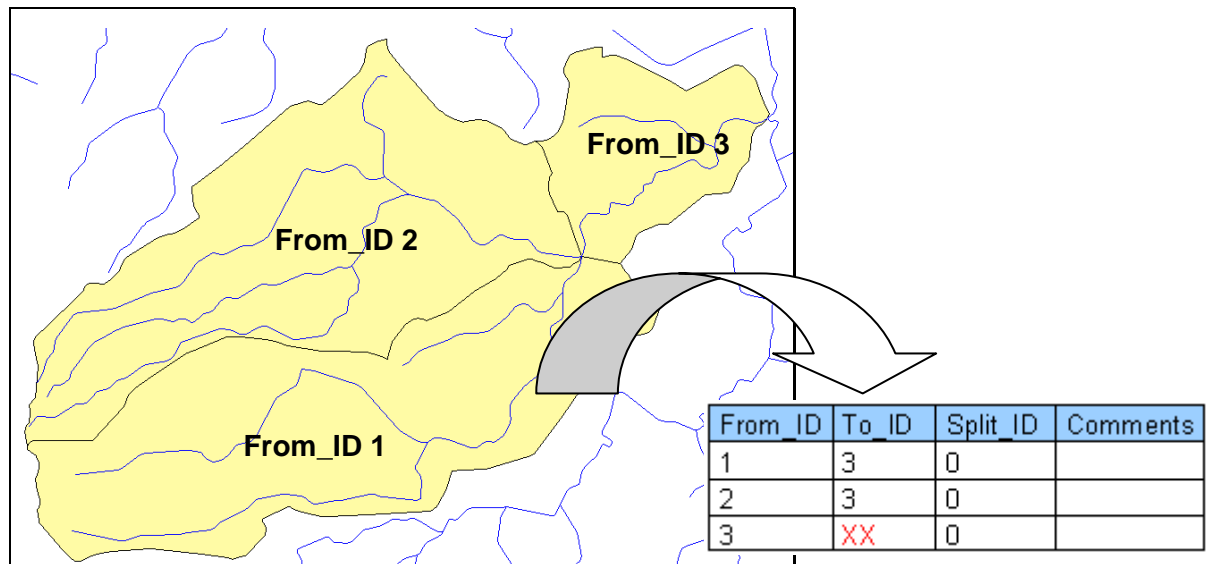 From_ID 3
From_ID 2
From_ID 1
From_ID To_ID Split_ID Comments
1 3 0
2 3 0
3 XX 0